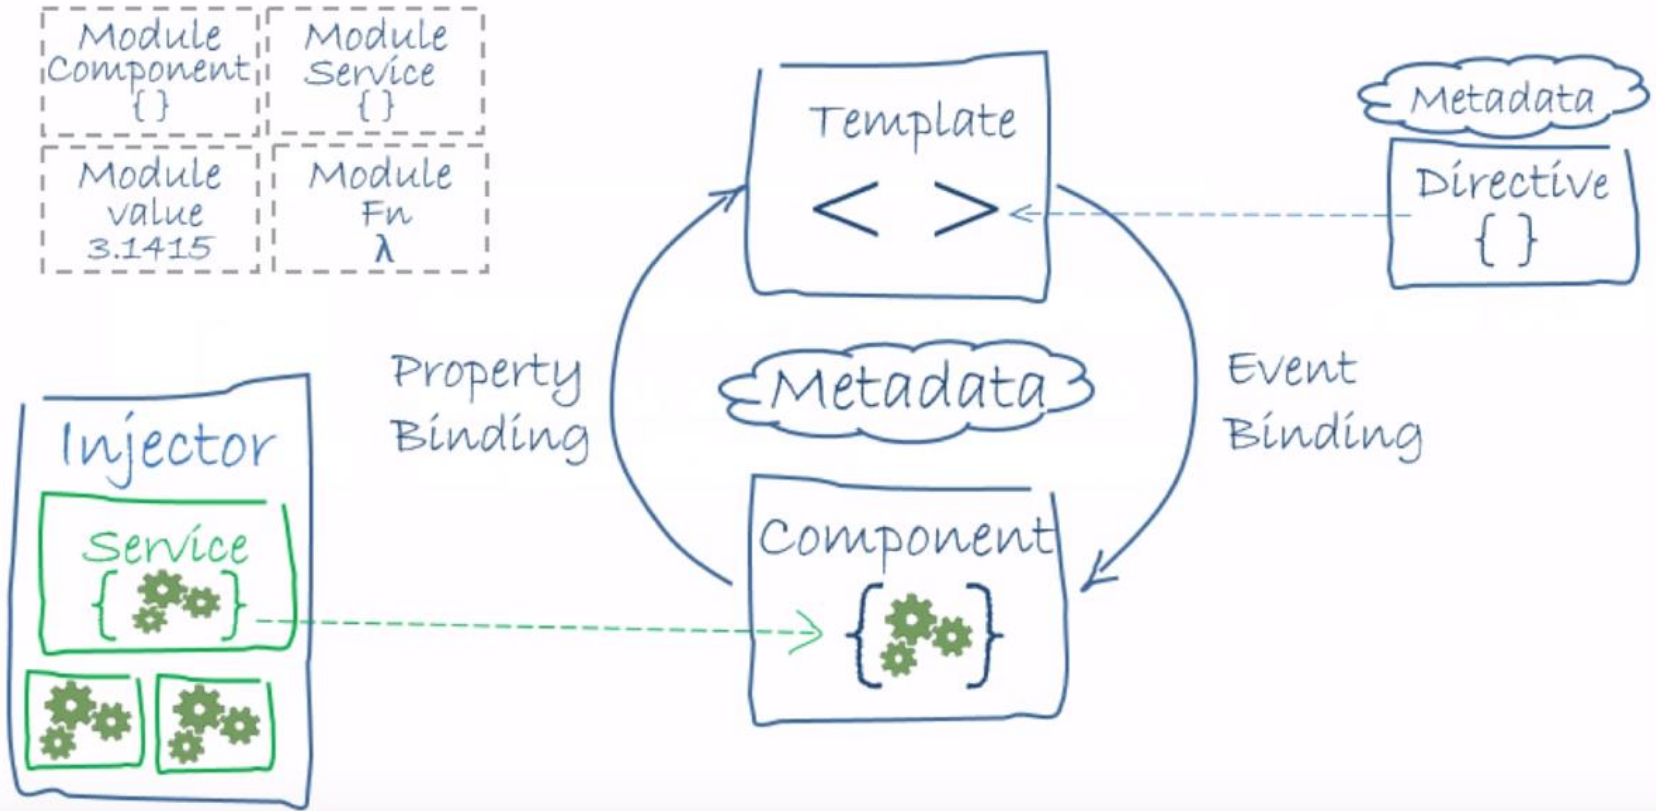 Module
Component
{ }
Module
Service
{ }
Module
value
3.1415
Module
Fn
λ
Template
< >
Metadata
Directive
{ }
Property
Binding
Metadata
Event
Binding
Injector
Service
{ }
Component
{ }